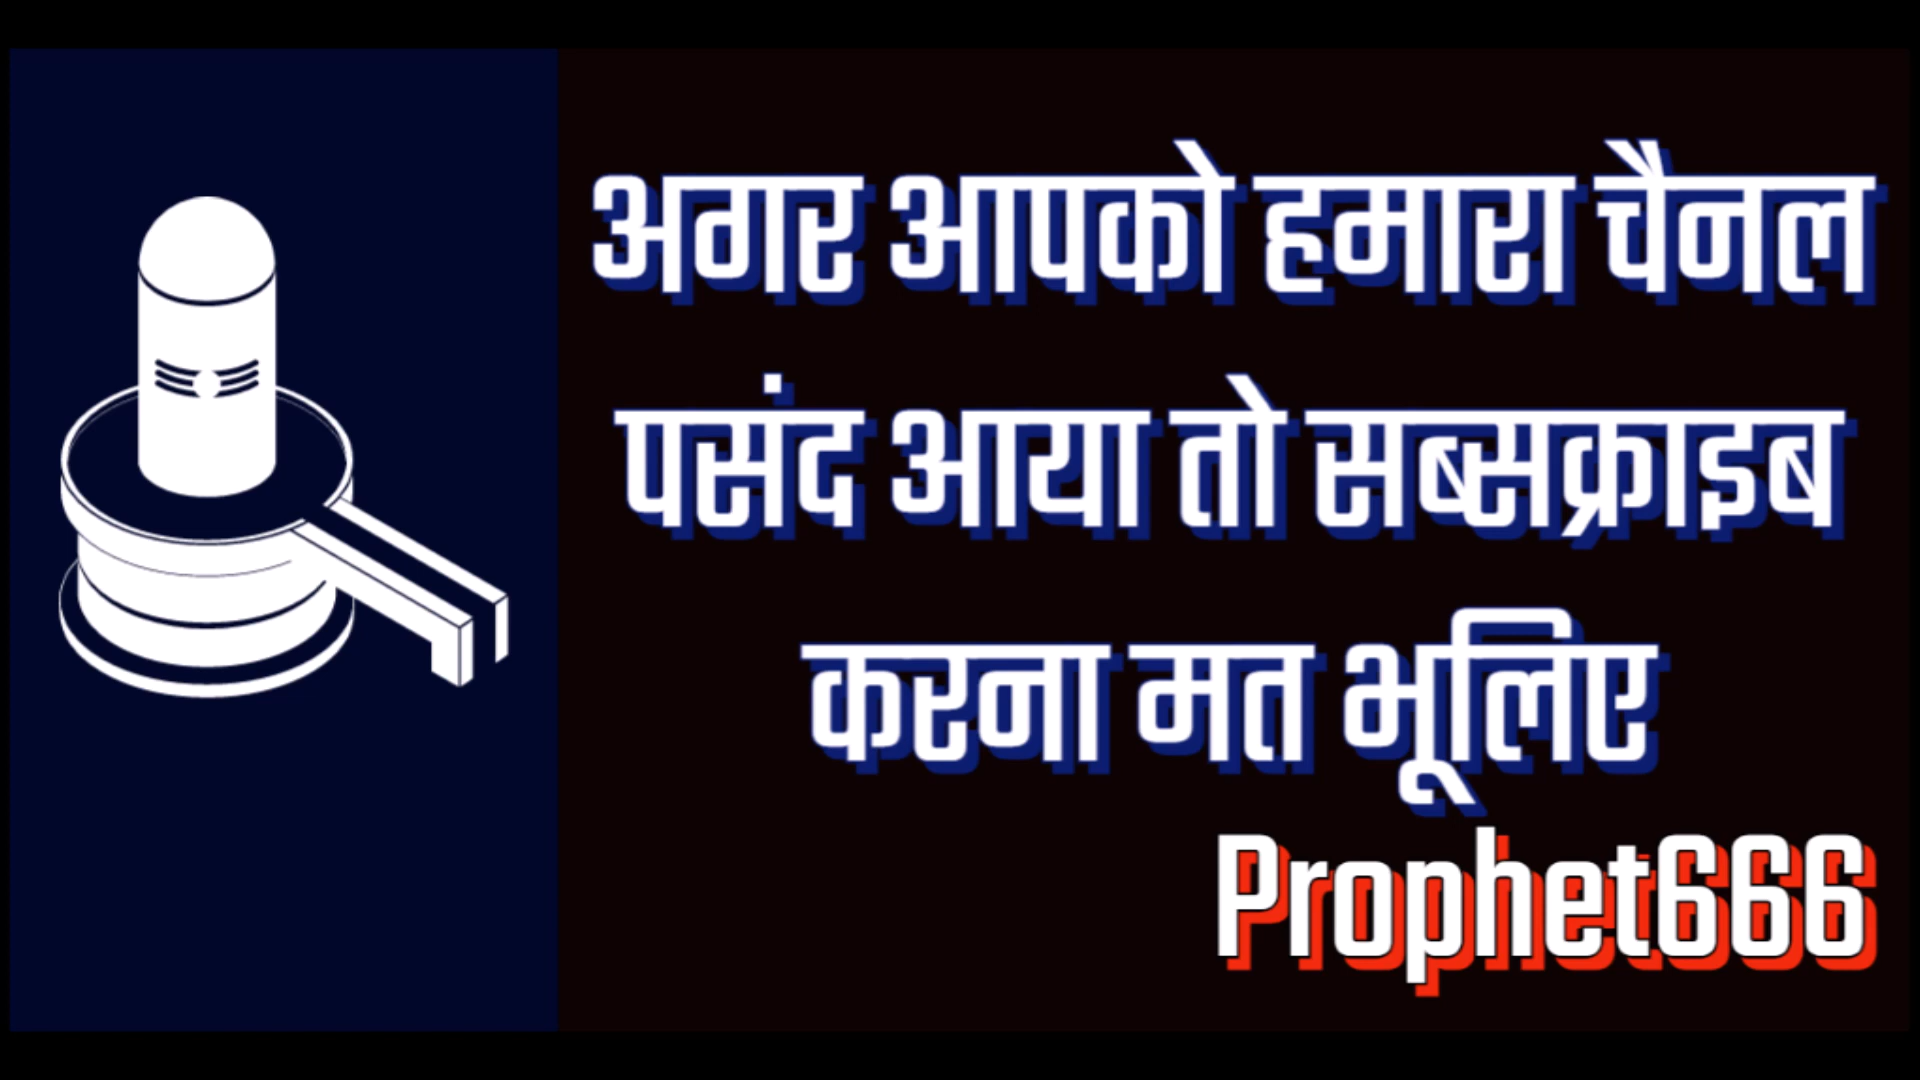 अगर आपको हमारा चैनल
पसंद आया तो सब्सक्राइब
करना मत भूलिए
Prophet666